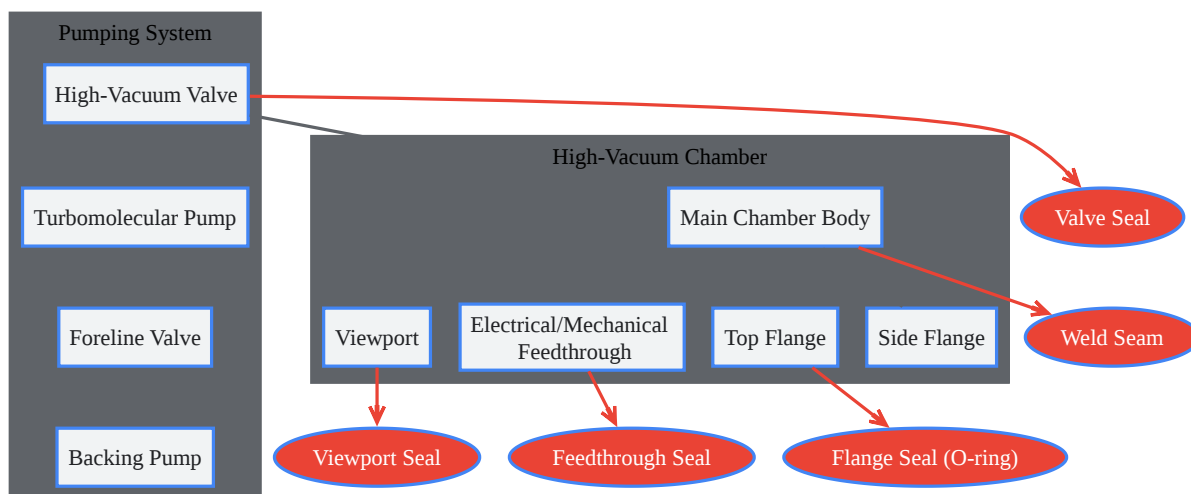 Pumping System
High-Vacuum Valve
High-Vacuum Chamber
Turbomolecular Pump
Main Chamber Body
Valve Seal
Foreline Valve
Viewport
Electrical/Mechanical
Feedthrough
Top Flange
Side Flange
Weld Seam
Backing Pump
Viewport Seal
Feedthrough Seal
Flange Seal (O-ring)